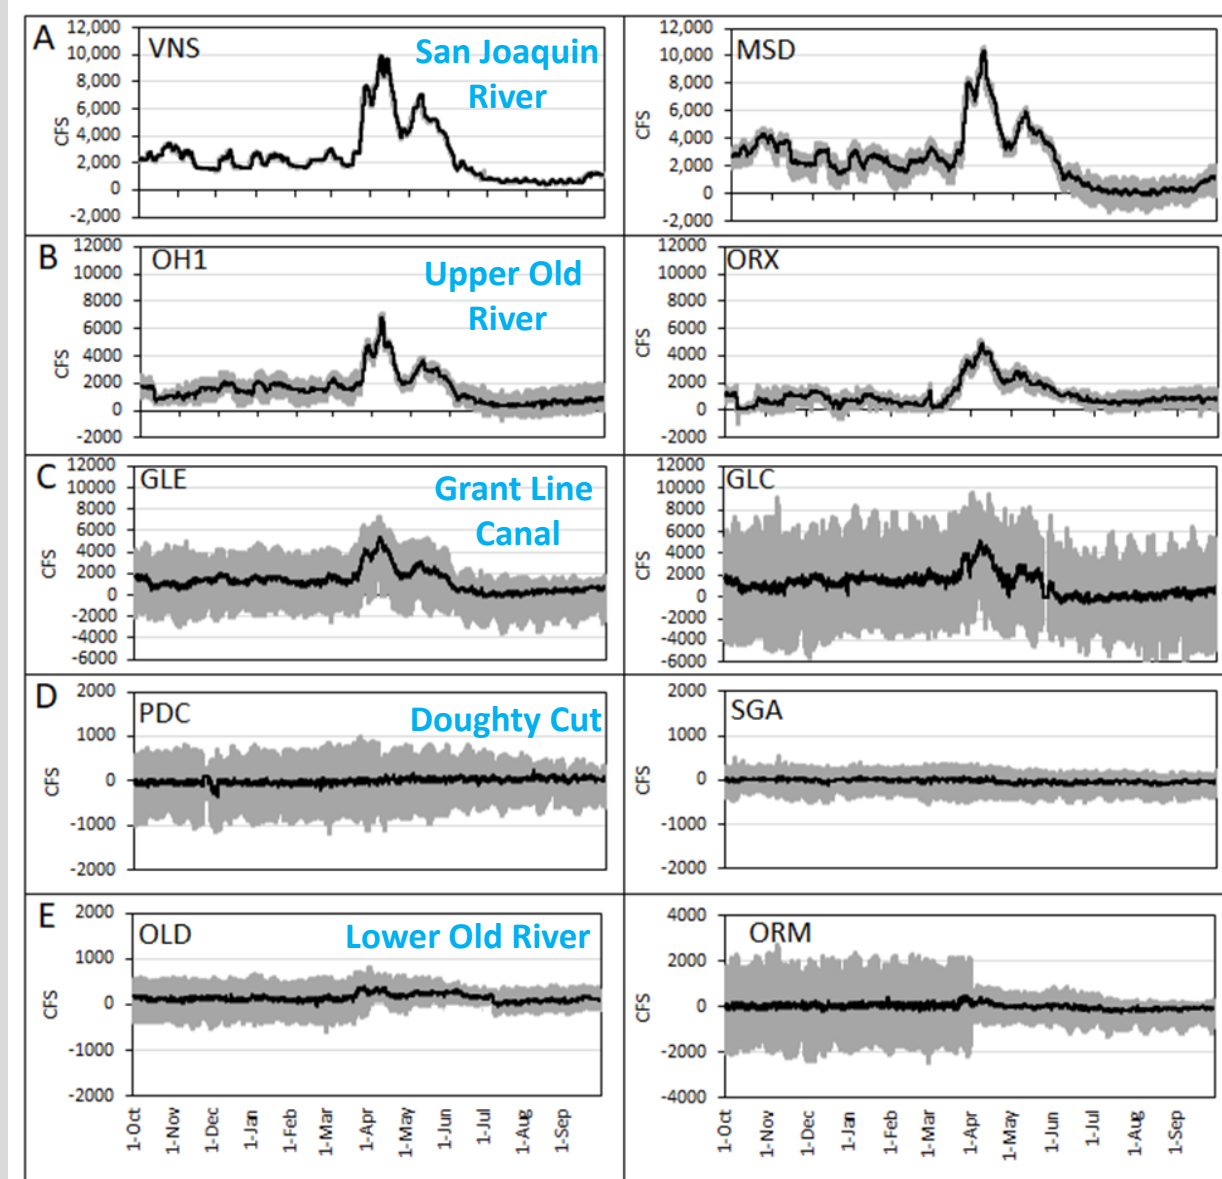 A
VNS
San Joaquin
River
CFS
12,000
10,000
8,000
6,000
4,000
2,000
0
-2,000
MSD
CFS
12,000
10,000
8,000
6,000
4,000
2,000
0
-2,000
B
OH1
Upper Old
River
CFS
12000
10000
8000
6000
4000
2000
0
-2000
ORX
CFS
12000
10000
8000
6000
4000
2000
0
-2000
C
GLE
Grant Line
Canal
CFS
12000
10000
8000
6000
4000
2000
0
-2000
-4000
-6000
GLC
CFS
12000
10000
8000
6000
4000
2000
0
-2000
-4000
-6000
D
PDC
Doughty Cut
CFS
2000
1000
0
-1000
-2000
SGA
CFS
2000
1000
0
-1000
-2000
E
OLD
Lower Old River
CFS
2000
1000
0
-1000
-2000
1-Oct
1-Nov
1-Dec
1-Jan
1-Feb
1-Mar
1-Apr
1-May
1-Jun
1-Jul
1-Aug
1-Sep
ORM
CFS
4000
2000
0
-2000
-4000
1-Oct
1-Nov
1-Dec
1-Jan
1-Feb
1-Mar
1-Apr
1-May
1-Jun
1-Jul
1-Aug
1-Sep